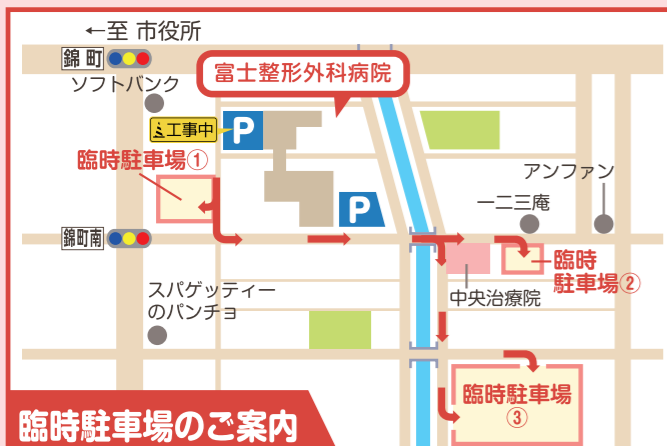 ←至 市役所
錦町
ソフトバンク
富士整形外科病院
工事中
P
臨時駐車場①
アンファン
一二三庵
P
錦町南
臨時
駐車場②
中央治療院
スパゲッティー
のパンチョ
臨時駐車場
③
臨時駐車場のご案内